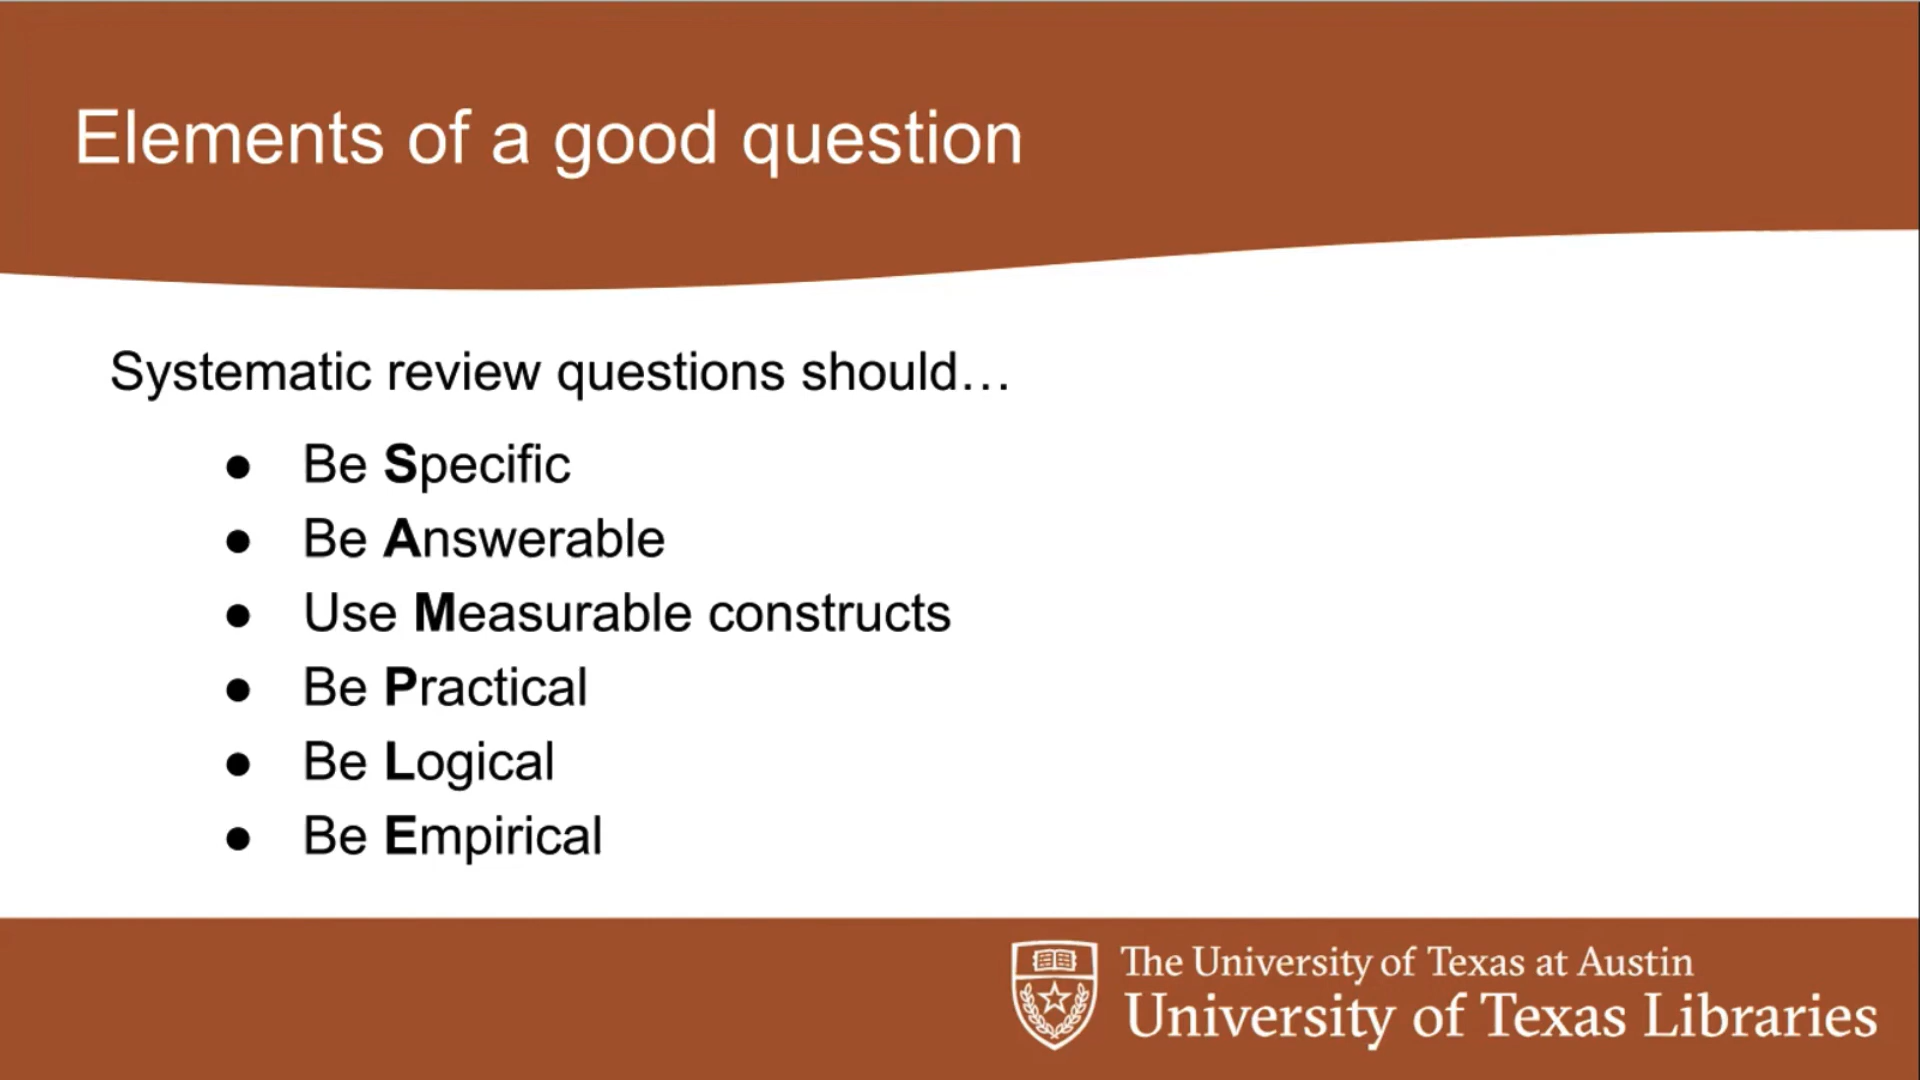 Elements of a good question
Systematic review questions should…
● Be Specific
● Be Answerable
● Use Measurable constructs
● Be Practical
● Be Logical
● Be Empirical
The University of Texas at Austin
University of Texas Libraries